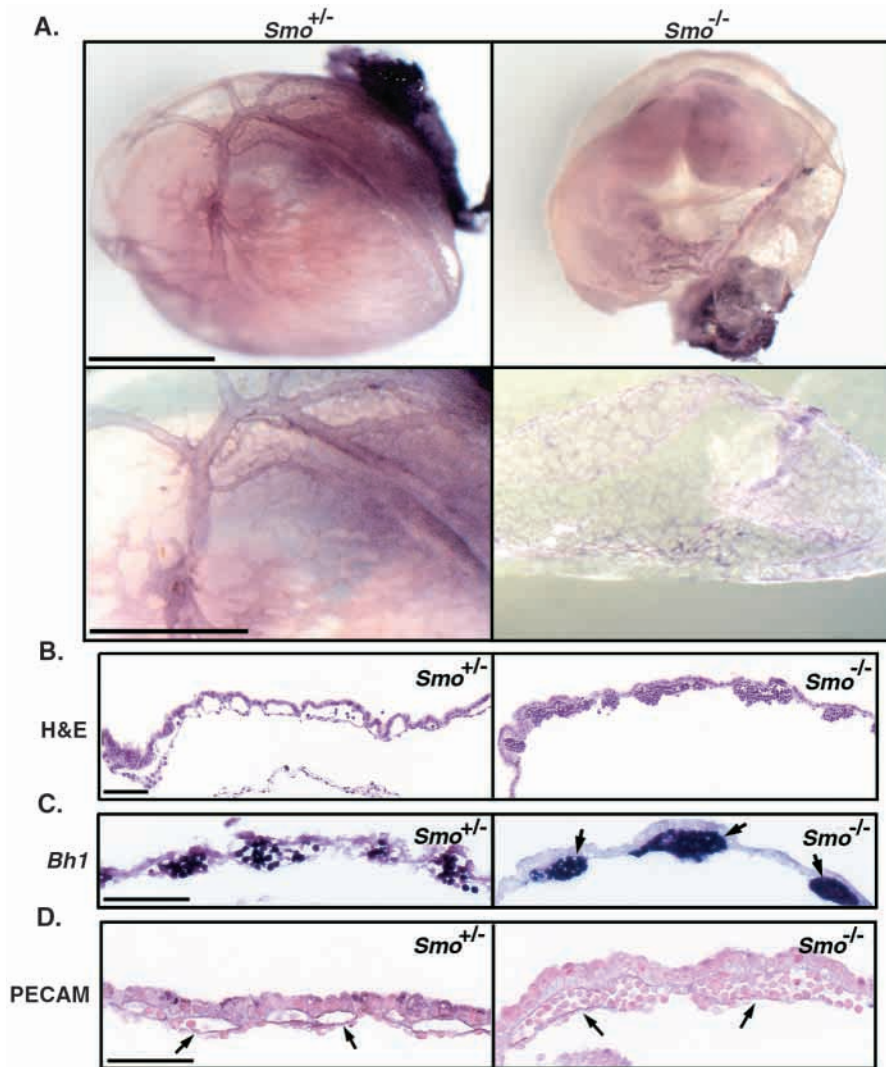 A.
Smo+/-
Smo-/-
B.
H&E
Smo+/-
Smo-/-
C.
Bh1
Smo+/-
Smo-/-
D.
PECAM
Smo+/-
Smo-/-